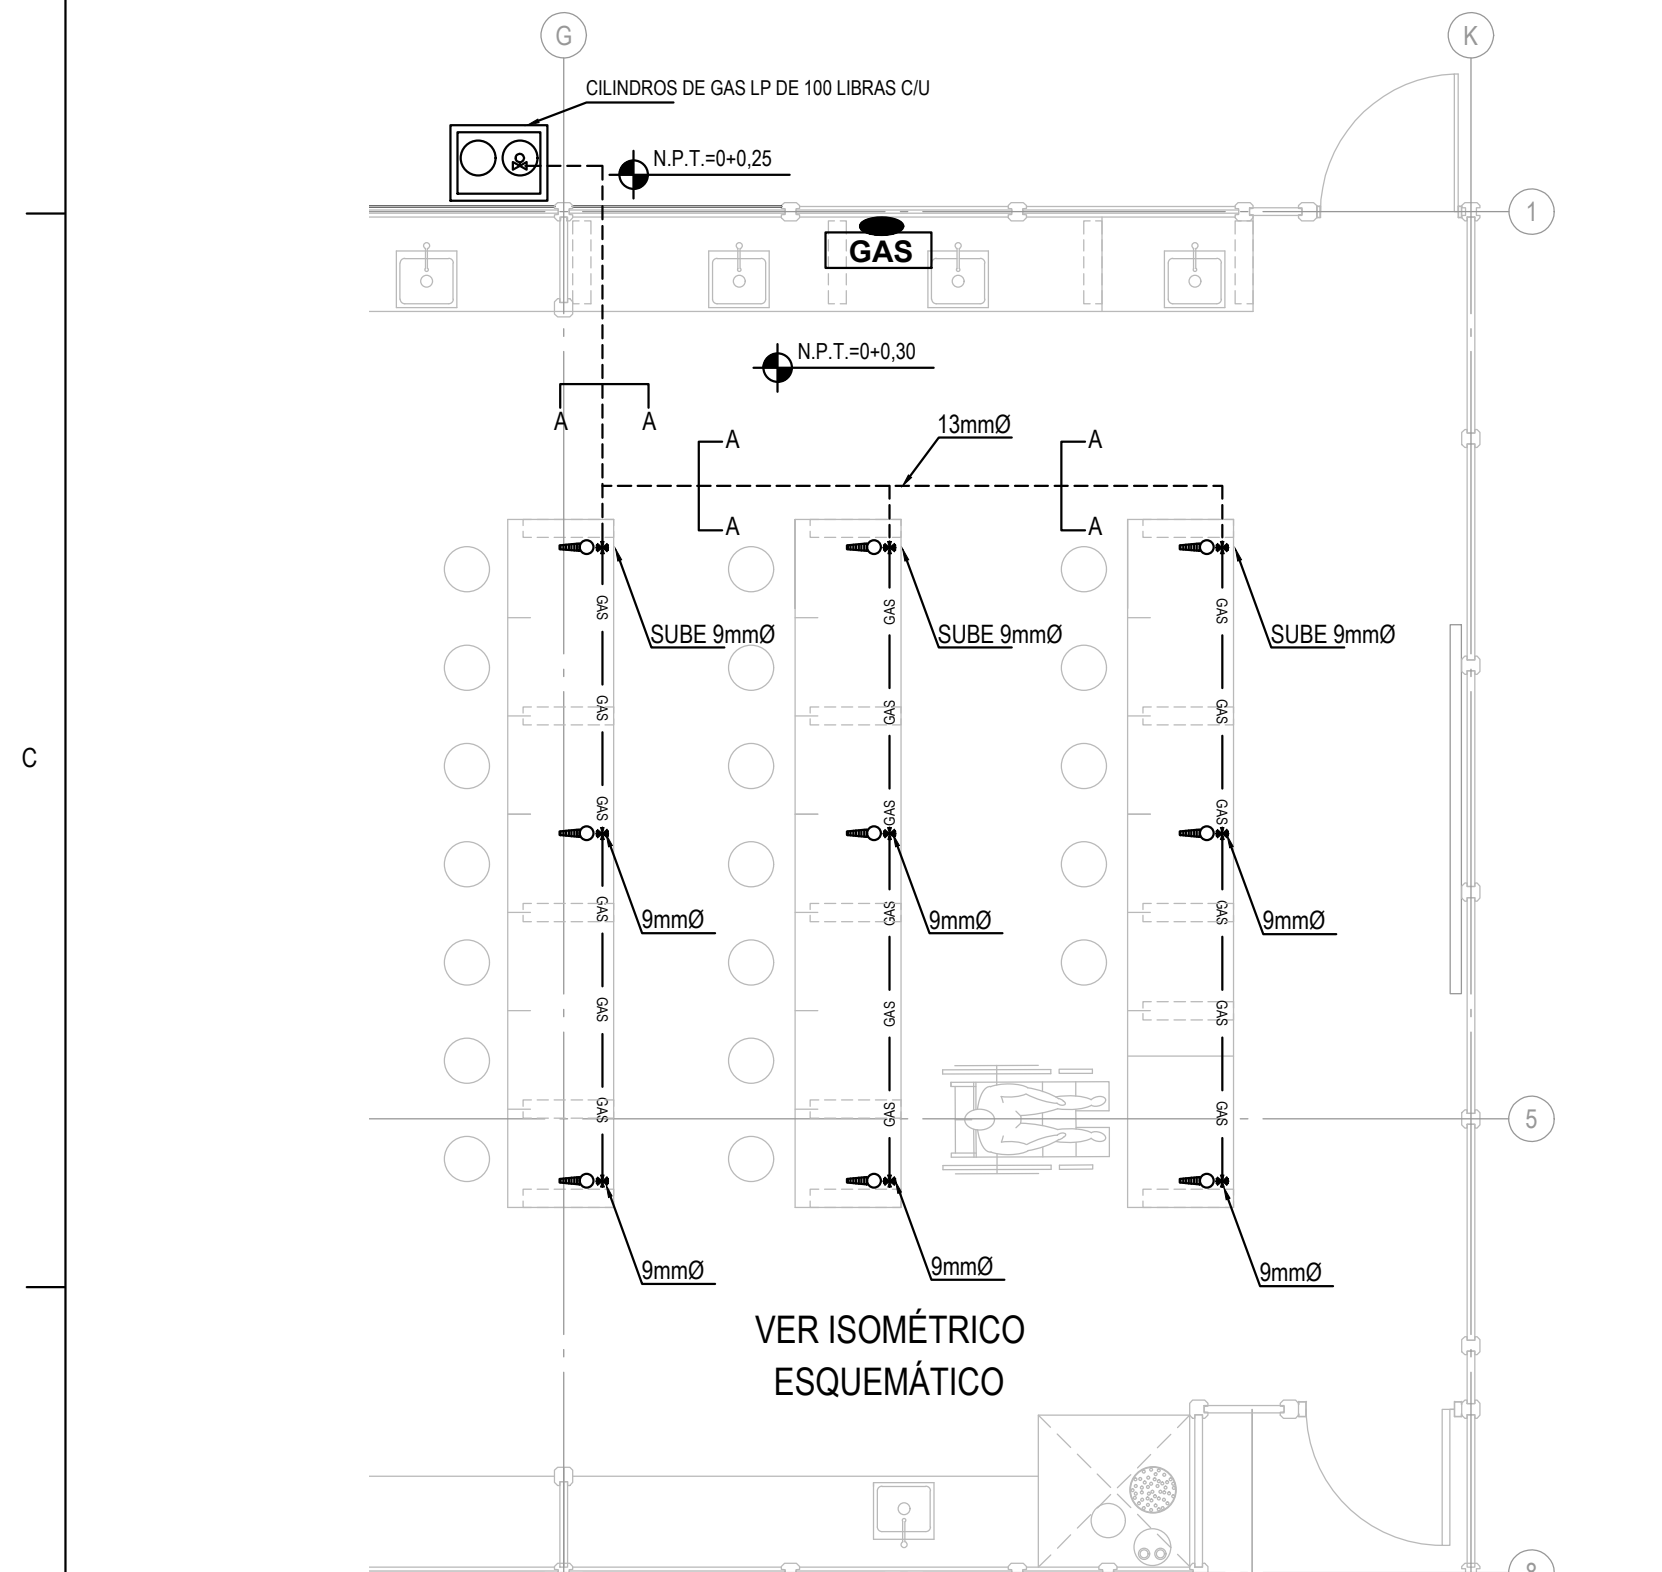 G
K
CILINDROS DE GAS LP DE 100 LIBRAS C/U
N.P.T.=0+0,25
1
GAS
N.P.T.=0+0,30
A
A
A
13mmØ
A
A
A
SUBE 9mmØ
SUBE 9mmØ
SUBE 9mmØ
GAS
GAS
GAS
GAS
GAS
GAS
C
GAS
GAS
GAS
9mmØ
9mmØ
9mmØ
GAS
GAS
GAS
GAS
GAS
GAS
GAS
GAS
GAS
5
9mmØ
9mmØ
9mmØ
VER ISOMÉTRICO
ESQUEMÁTICO
8